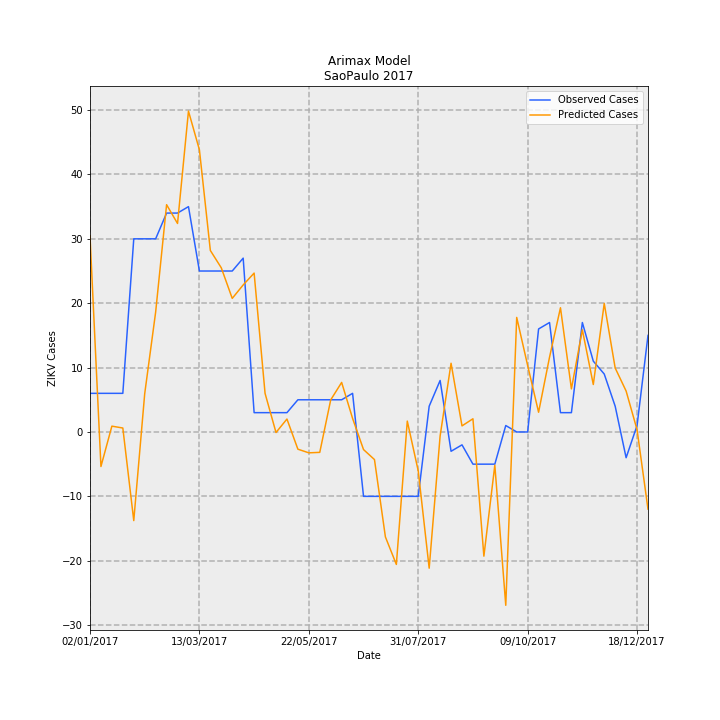 Arimax Model
SaoPaulo 2017
Observed Cases
Predicted Cases
50
40
30
20
10
0
−10
−20
−30
ZIKV Cases
02/01/2017 13/03/2017 22/05/2017 31/07/2017 09/10/2017 18/12/2017
Date